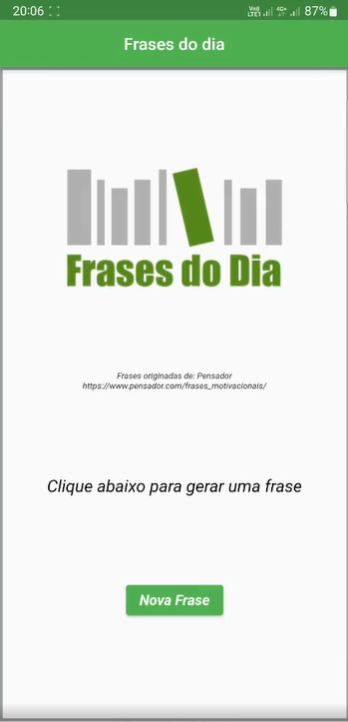 20:06 Vo) LTE1 4G+ 87%
Frases do dia
Frases do Dia
Frases originadas de: Pensador
https://www.pensador.com/frases_motivacionais/
Clique abaixo para gerar uma frase
Nova Frase